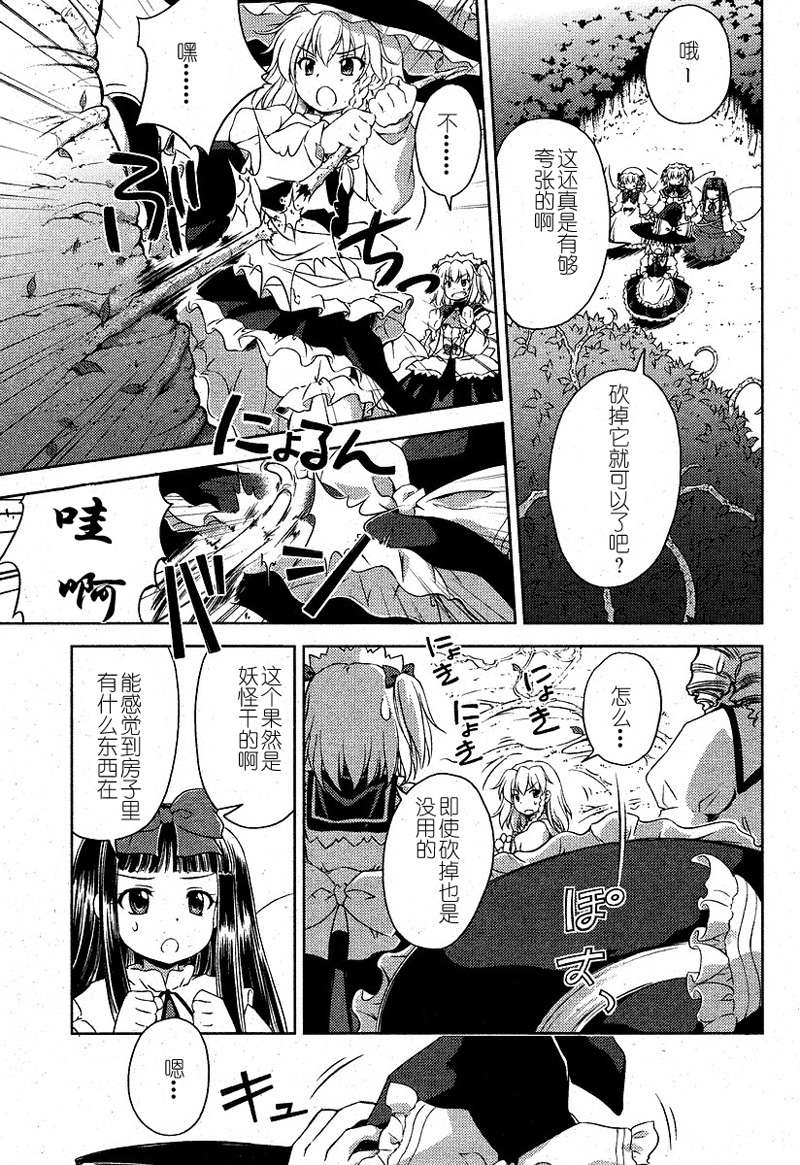 哦
ー
这还真是有够
夸张的啊
砍掉它就可以了吧？
不……
嘿…
ちっ
にょるん
哇
啊
怎么…
にょき
にょき
にょき
即使砍掉也是
没用的
ぽすっ
这个果然是
妖怪干的啊
能感觉到房子里
有什么东西在
嗯…
キュ